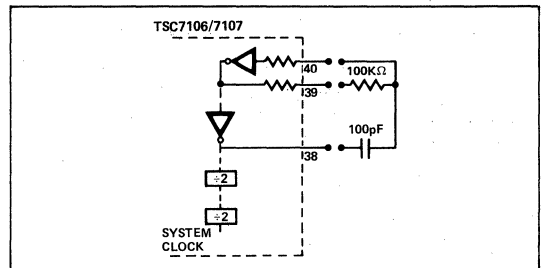 TSC7106/7107
40
100KΩ
39
100pF
38
÷2
÷2
SYSTEM
CLOCK